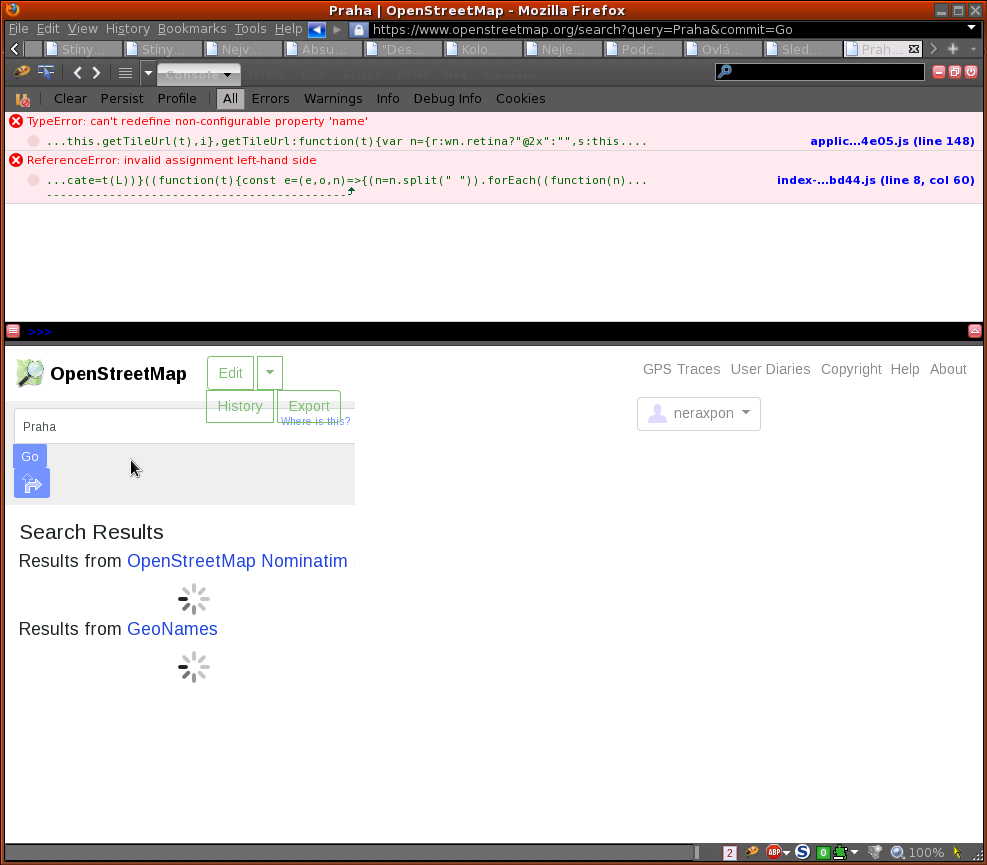 Praha | OpenStreetMap - Mozilla Firefox
File Edit View History Bookmarks Tools Help https://www.openstreetmap.org/search?query=Praha&commit=Go
Stíny... Stíny... Nejv... Absu... "Des... Kolo... Nejle... Podc... Ovlá... Sled... Prah...
Console
Clear Persist Profile All Errors Warnings Info Debug Info Cookies
TypeError: can't redefine non-configurable property 'name'
...this.getTileUrl(t),i},getTileUrl:function(t){var n={r:wn.retina?"@2x":"",s:this.... applic...4e05.js (line 148)
ReferenceError: invalid assignment left-hand side
...cate=t(L))}((function(t){const e=(e,o,n)=>{(n=n.split(" ")).forEach((function(n)... index-...bd44.js (line 8, col 60)
>>>
OpenStreetMap Edit GPS Traces User Diaries Copyright Help About
History Export
Where is this?
Praha
neraxpon
Go
Search Results
Results from OpenStreetMap Nominatim
Results from GeoNames
2 ABP S 0 100%